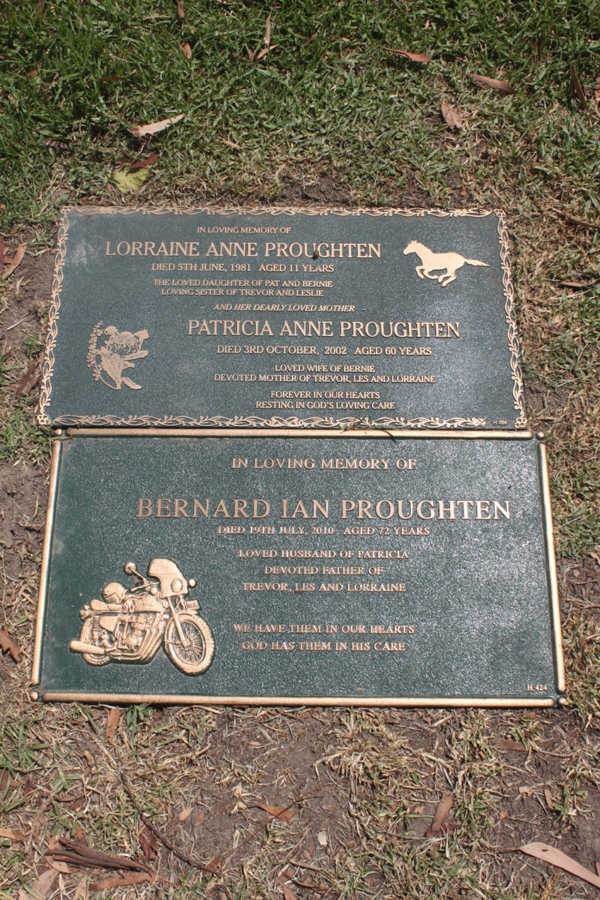 IN LOVING MEMORY OF
LORRAINE ANNE PROUGHTEN
DIED 5TH JUNE, 1981 AGED 11 YEARS
THE LOVED DAUGHTER OF PAT AND BERNIE
LOVING SISTER OF TREVOR AND LESLIE
AND HER DEARLY LOVED MOTHER
PATRICIA ANNE PROUGHTEN
DIED 3RD OCTOBER, 2002 AGED 60 YEARS
LOVED WIFE OF BERNIE
DEVOTED MOTHER OF TREVOR, LES AND LORRAINE
FOREVER IN OUR HEARTS
RESTING IN GOD'S LOVING CARE
IN LOVING MEMORY OF
BERNARD IAN PROUGHTEN
DIED 19TH JULY, 2010 AGED 72 YEARS
LOVED HUSBAND OF PATRICIA
DEVOTED FATHER OF
TREVOR, LES AND LORRAINE
WE HAVE THEM IN OUR HEARTS
GOD HAS THEM IN HIS CARE
H 424